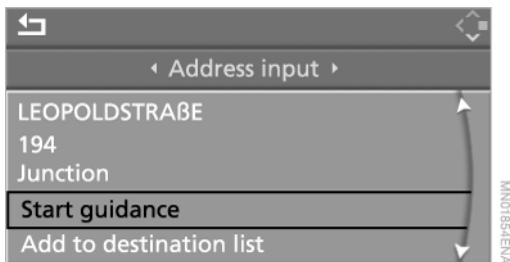 Address input
LEOPOLDSTRAßE
194
Junction
Start guidance
Add to destination list
MN01854ENA